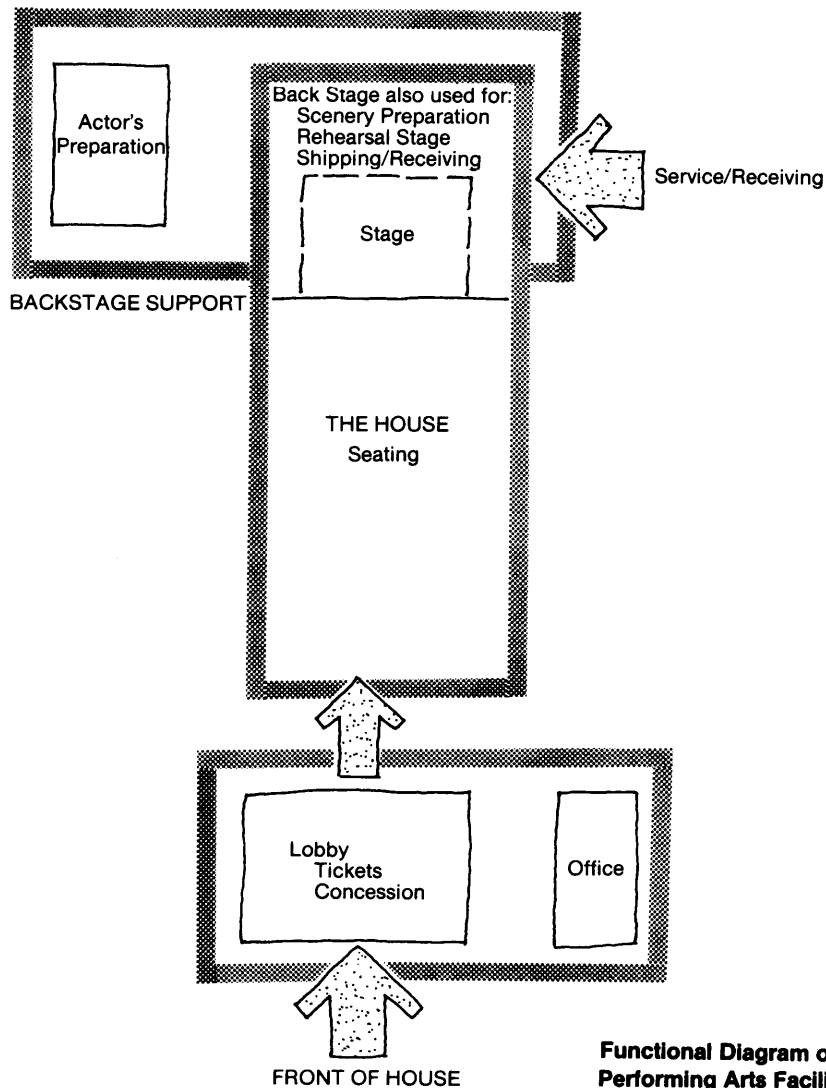 Actor's
Preparation
Back Stage also used for:
Scenery Preparation
Rehearsal Stage
Shipping/Receiving
Service/Receiving
Stage
BACKSTAGE SUPPORT
THE HOUSE
Seating
Lobby
Tickets
Concession
Office
FRONT OF HOUSE
Functional Diagram o
Performing Arts Facili